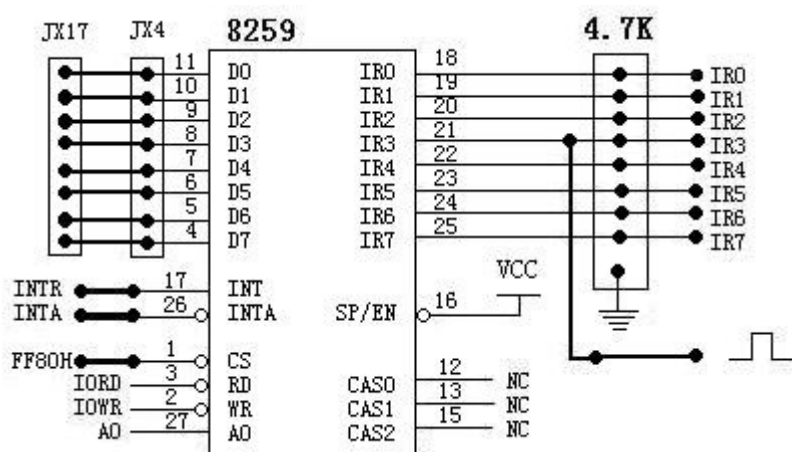 JX17 JX4 8259 4.7K
11 D0 IR0 18 IR0
10 D1 IR1 19 IR1
9 D2 IR2 20 IR2
8 D3 IR3 21 IR3
7 D4 IR4 22 IR4
6 D5 IR5 23 IR5
5 D6 IR6 24 IR6
4 D7 IR7 25 IR7
VCC
INTR 17 INT
INTA 26 INTA SP/EN 16
FF80H 1 CS
IORD 3 RD CAS0 12 NC
IOWR 2 WR CAS1 13 NC
A0 27 A0 CAS2 15 NC